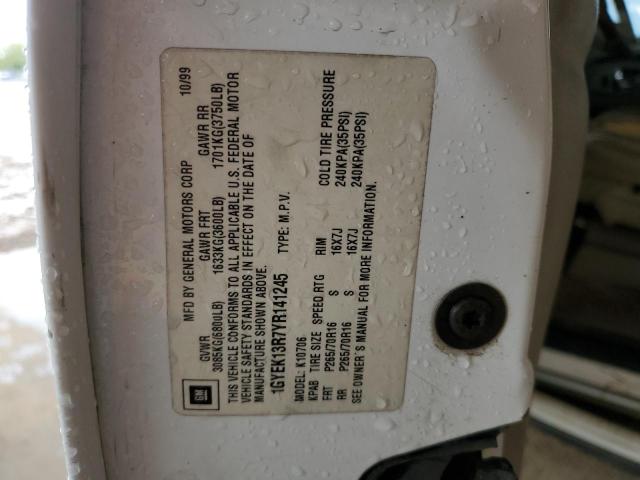 MFD BY GENERAL MOTORS CORP 10/99
GVWR GAWR FRT GAWR RR
3085KG(6800LB) 1633KG(3600LB) 1701KG(3750LB)
THIS VEHICLE CONFORMS TO ALL APPLICABLE U.S. FEDERAL MOTOR
VEHICLE SAFETY STANDARDS IN EFFECT ON THE DATE OF
MANUFACTURE SHOWN ABOVE.
1GYEK13R7YR141245 TYPE: M.P.V.
MODEL: K10706
KPAB TIRE SIZE SPEED RTG RIM COLD TIRE PRESSURE
FRT P265/70R16 S 16X7J 240KPA(35PSI)
RR P265/70R16 S 16X7J 240KPA(35PSI)
SEE OWNER'S MANUAL FOR MORE INFORMATION.
GM